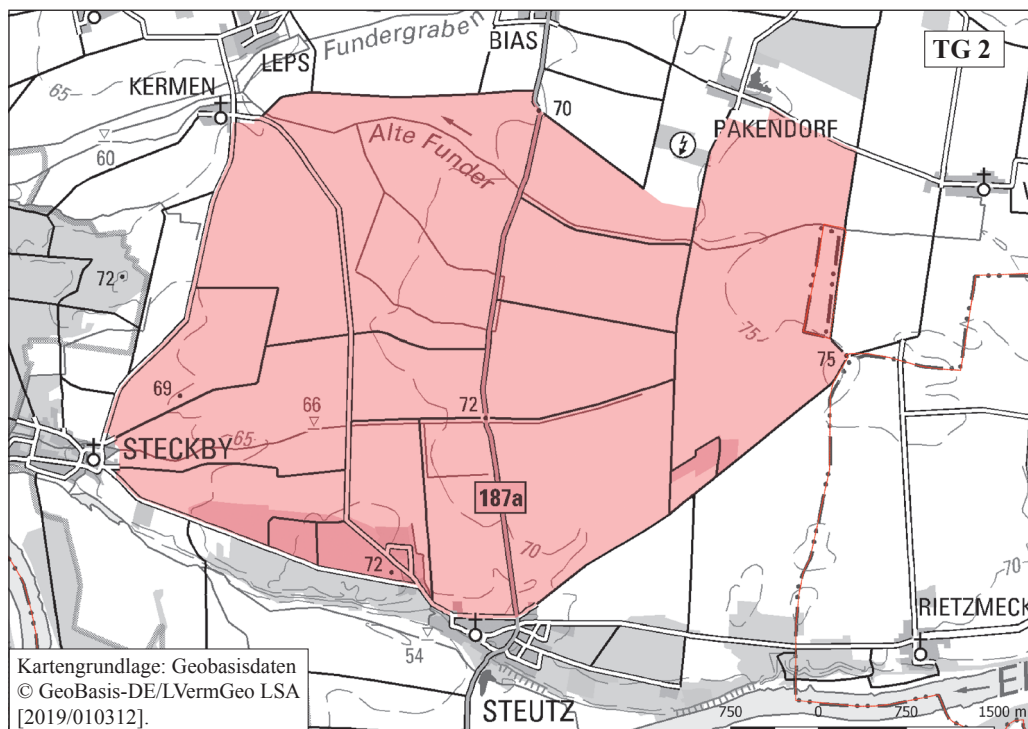 TG 2
BIAS
Fundergraben
LEPS
KERMEN
65
60
70
PAKENDORF
Alte Funder
72
75
75
69
66
72
65
STECKBY
187a
70
72
70
54
RIETZMECK
STEUTZ
Kartengrundlage: Geobasisdaten
© GeoBasis-DE/LVermGeo LSA
[2019/010312].
750 0 750 1500 m